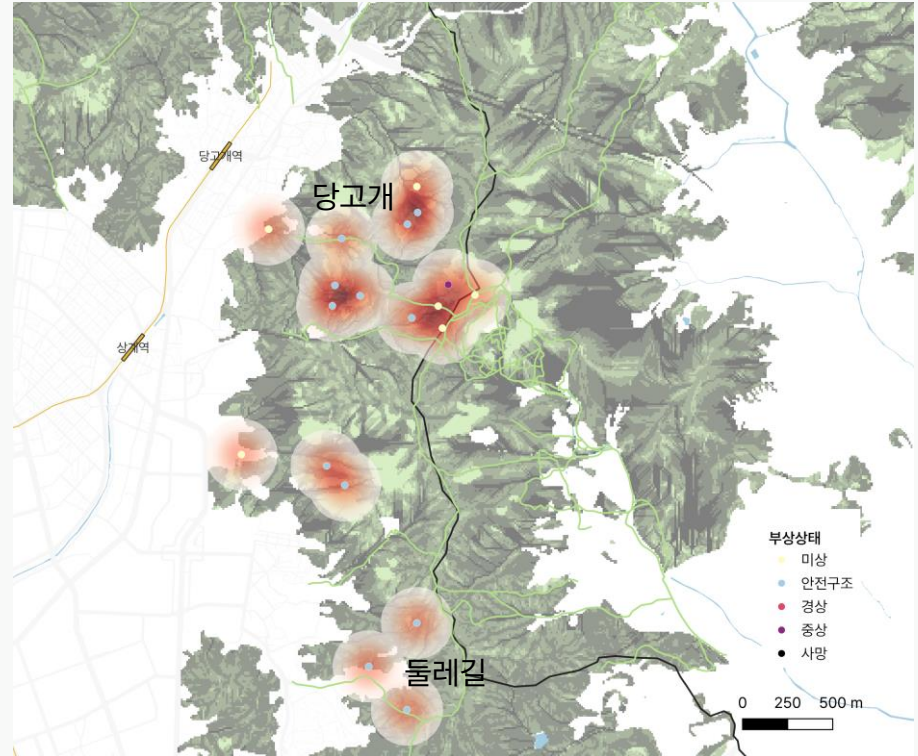 당고개역
당고개
상계역
부상상태
미상
안전구조
경상
중상
사망
둘레길
0 250 500 m